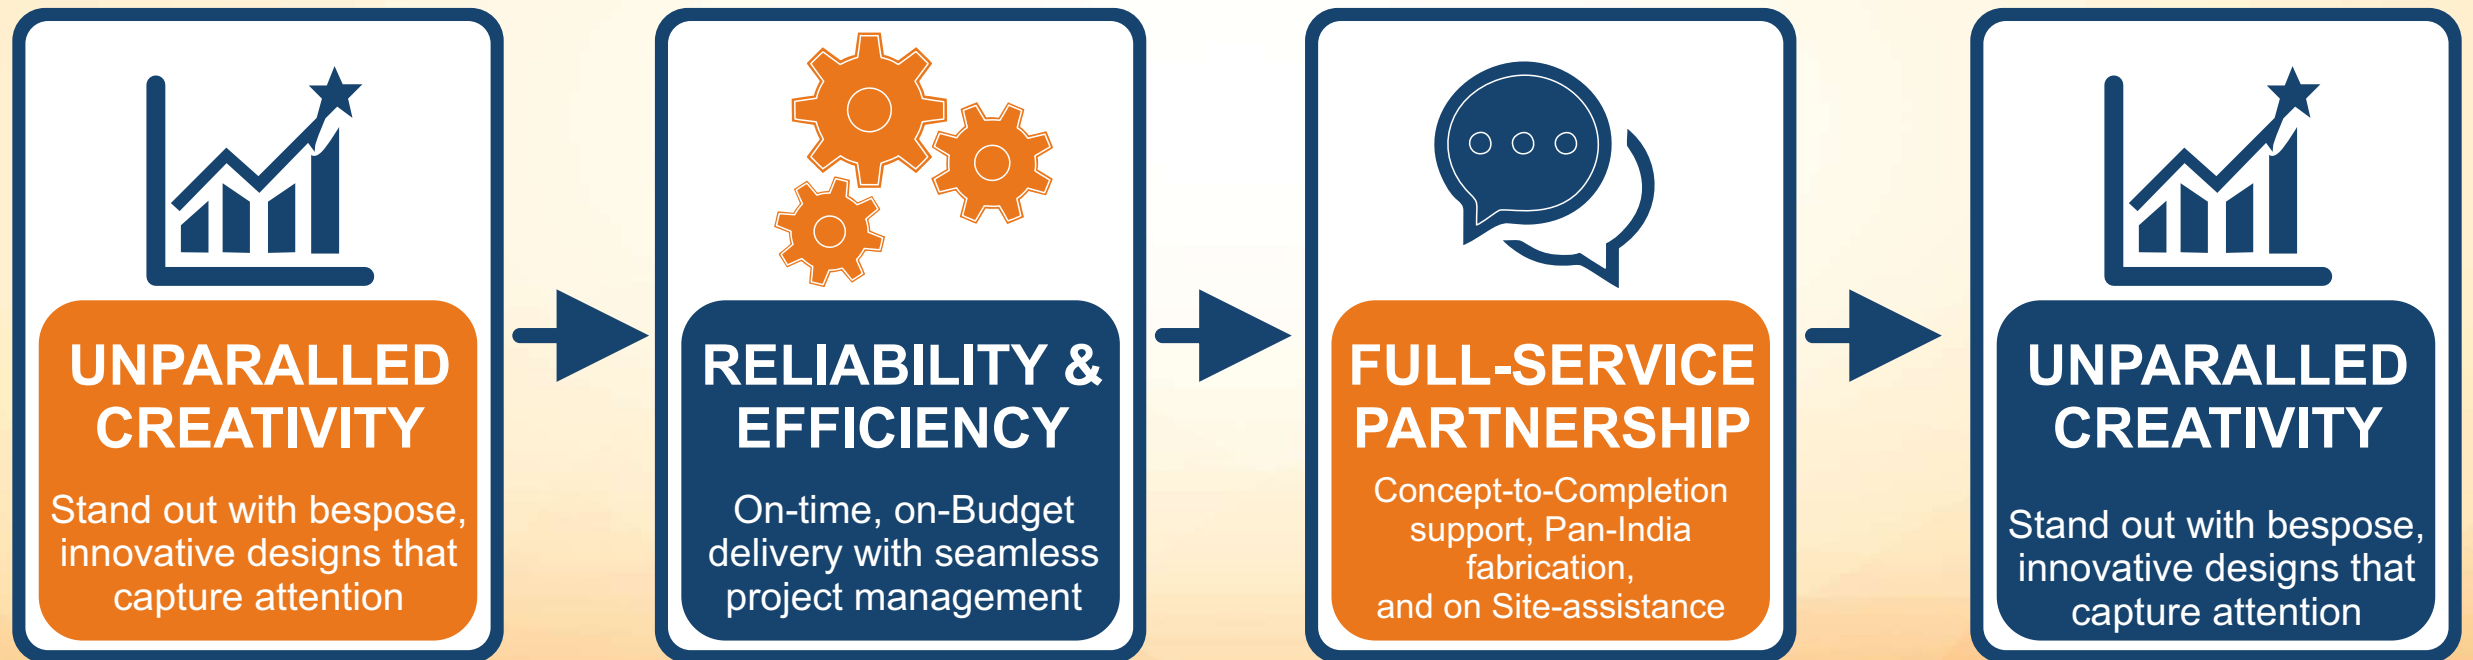 UNPARALLED
CREATIVITY
Stand out with bespose,
innovative designs that
capture attention
RELIABILITY &
EFFICIENCY
On-time, on-Budget
delivery with seamless
project management
FULL-SERVICE
PARTNERSHIP
Concept-to-Completion
support, Pan-India
fabrication,
and on Site-assistance
UNPARALLED
CREATIVITY
Stand out with bespose,
innovative designs that
capture attention